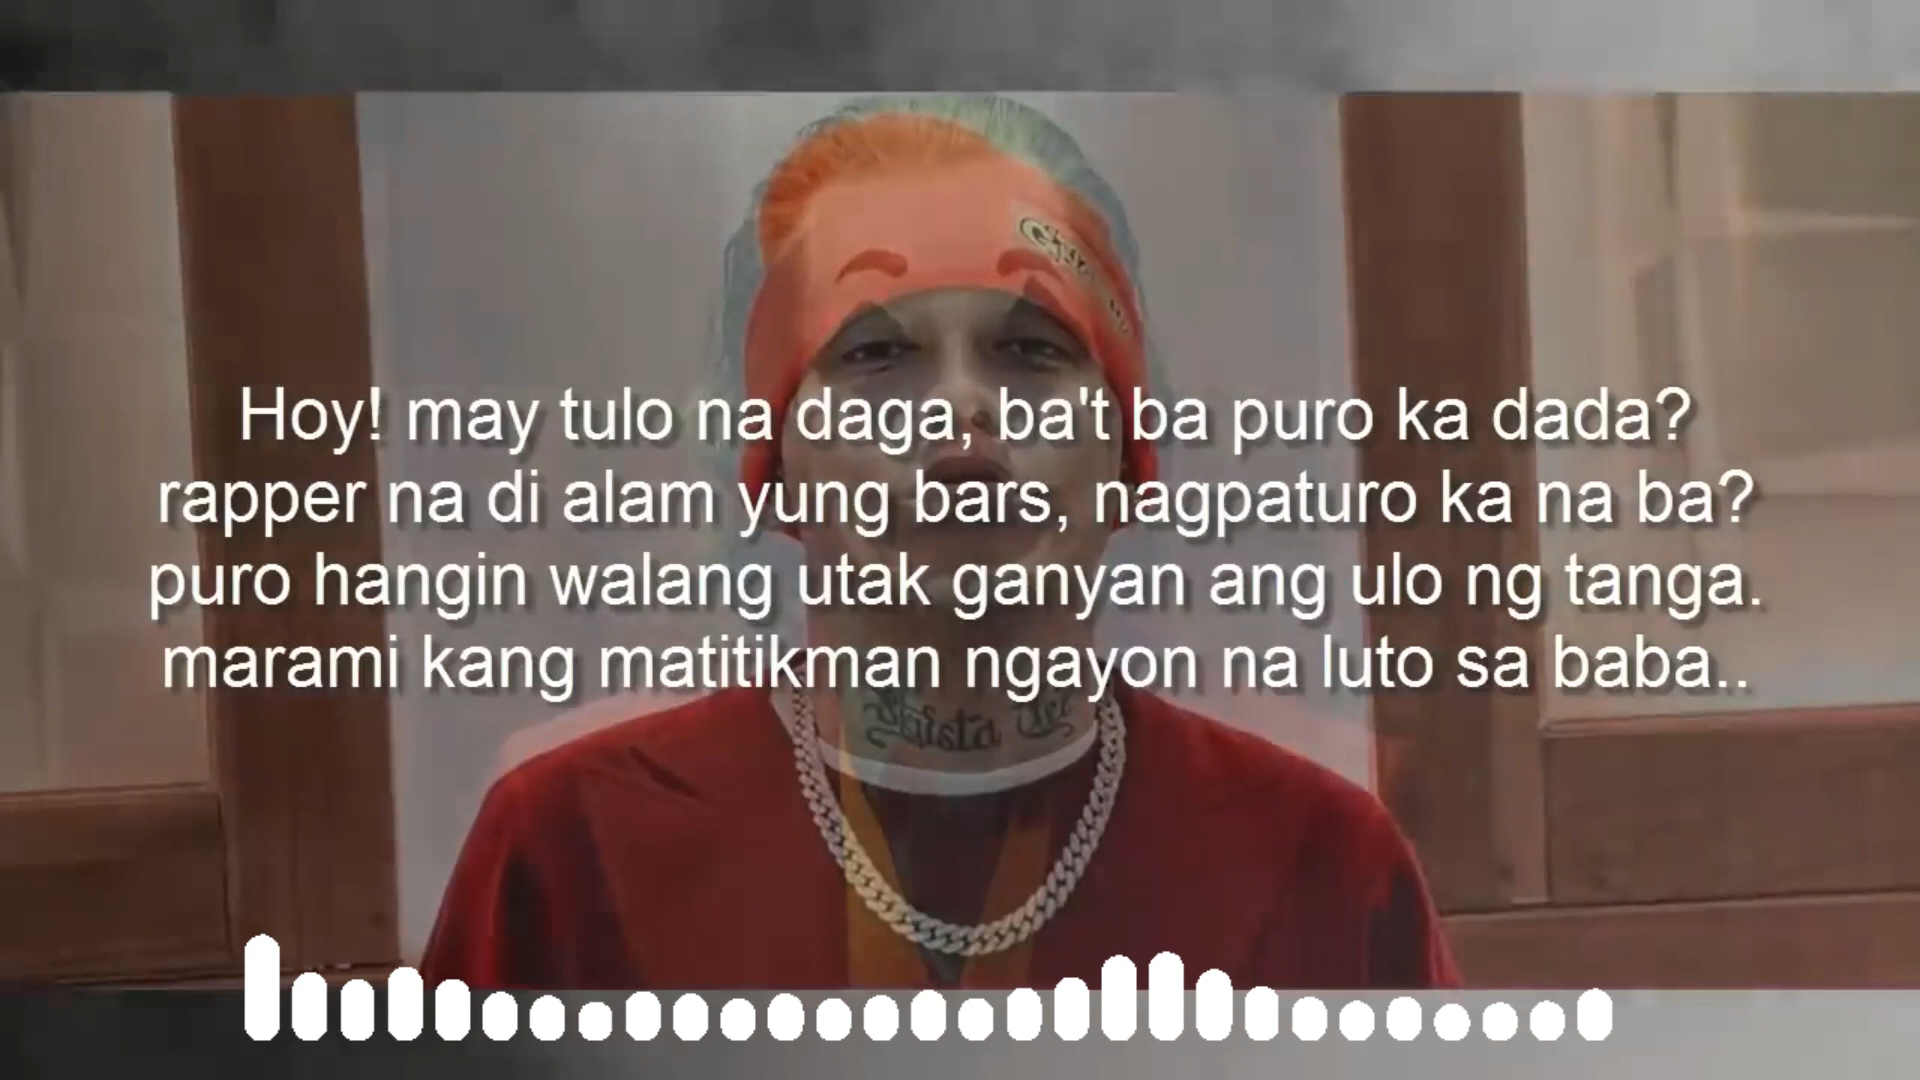 Hoy! may tulo na daga, ba't ba puro ka dada?
rapper na di alam yung bars, nagpaturo ka na ba?
puro hangin walang utak ganyan ang ulo ng tanga.
marami kang matitikman ngayon na luto sa baba..